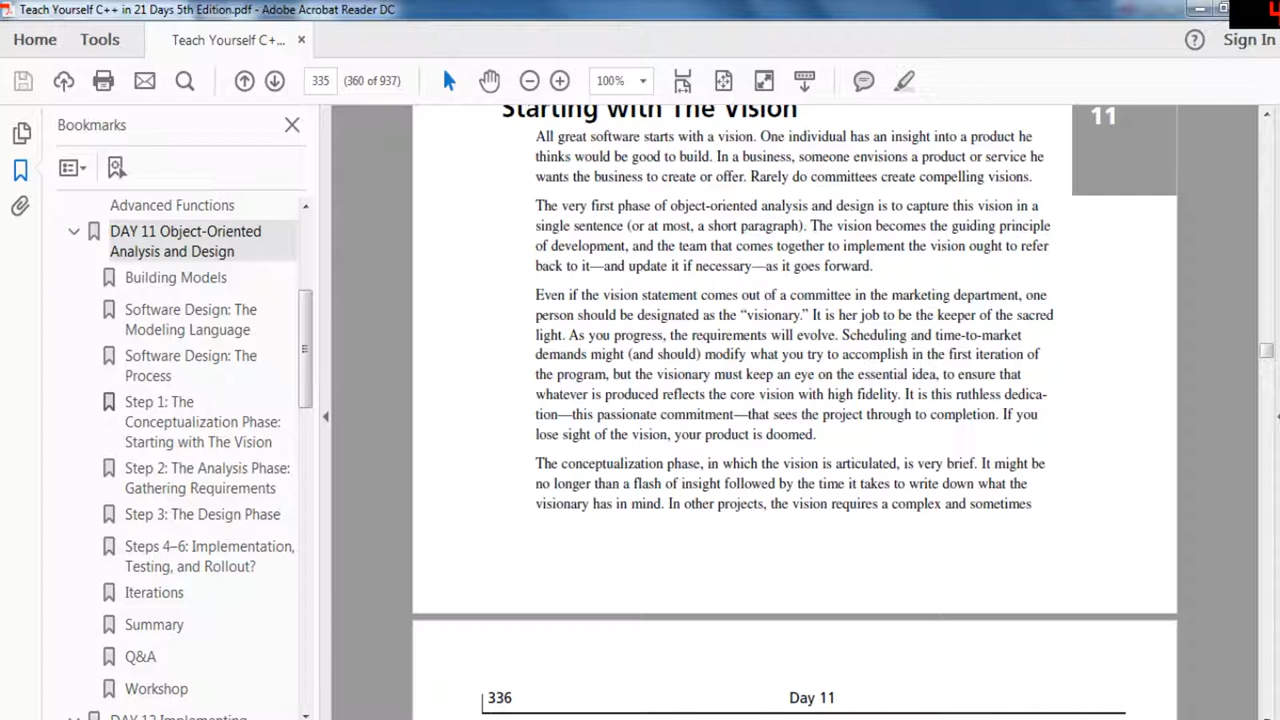 Teach Yourself C++ in 21 Days 5th Edition.pdf - Adobe Acrobat Reader DC
Home
Tools
Teach Yourself C+...
Sign In
335
(360 of 937)
100%
Bookmarks
Advanced Functions
DAY 11 Object-Oriented
Analysis and Design
Building Models
Software Design: The
Modeling Language
Software Design: The
Process
Step 1: The
Conceptualization Phase:
Starting with The Vision
Step 2: The Analysis Phase:
Gathering Requirements
Step 3: The Design Phase
Steps 4–6: Implementation,
Testing, and Rollout?
Iterations
Summary
Q&A
Workshop
DAY 12 Implementing
Starting with The Vision
11
All great software starts with a vision. One individual has an insight into a product he
thinks would be good to build. In a business, someone envisions a product or service he
wants the business to create or offer. Rarely do committees create compelling visions.
The very first phase of object-oriented analysis and design is to capture this vision in a
single sentence (or at most, a short paragraph). The vision becomes the guiding principle
of development, and the team that comes together to implement the vision ought to refer
back to it—and update it if necessary—as it goes forward.
Even if the vision statement comes out of a committee in the marketing department, one
person should be designated as the “visionary.” It is her job to be the keeper of the sacred
light. As you progress, the requirements will evolve. Scheduling and time-to-market
demands might (and should) modify what you try to accomplish in the first iteration of
the program, but the visionary must keep an eye on the essential idea, to ensure that
whatever is produced reflects the core vision with high fidelity. It is this ruthless dedica-
tion—this passionate commitment—that sees the project through to completion. If you
lose sight of the vision, your product is doomed.
The conceptualization phase, in which the vision is articulated, is very brief. It might be
no longer than a flash of insight followed by the time it takes to write down what the
visionary has in mind. In other projects, the vision requires a complex and sometimes
336
Day 11